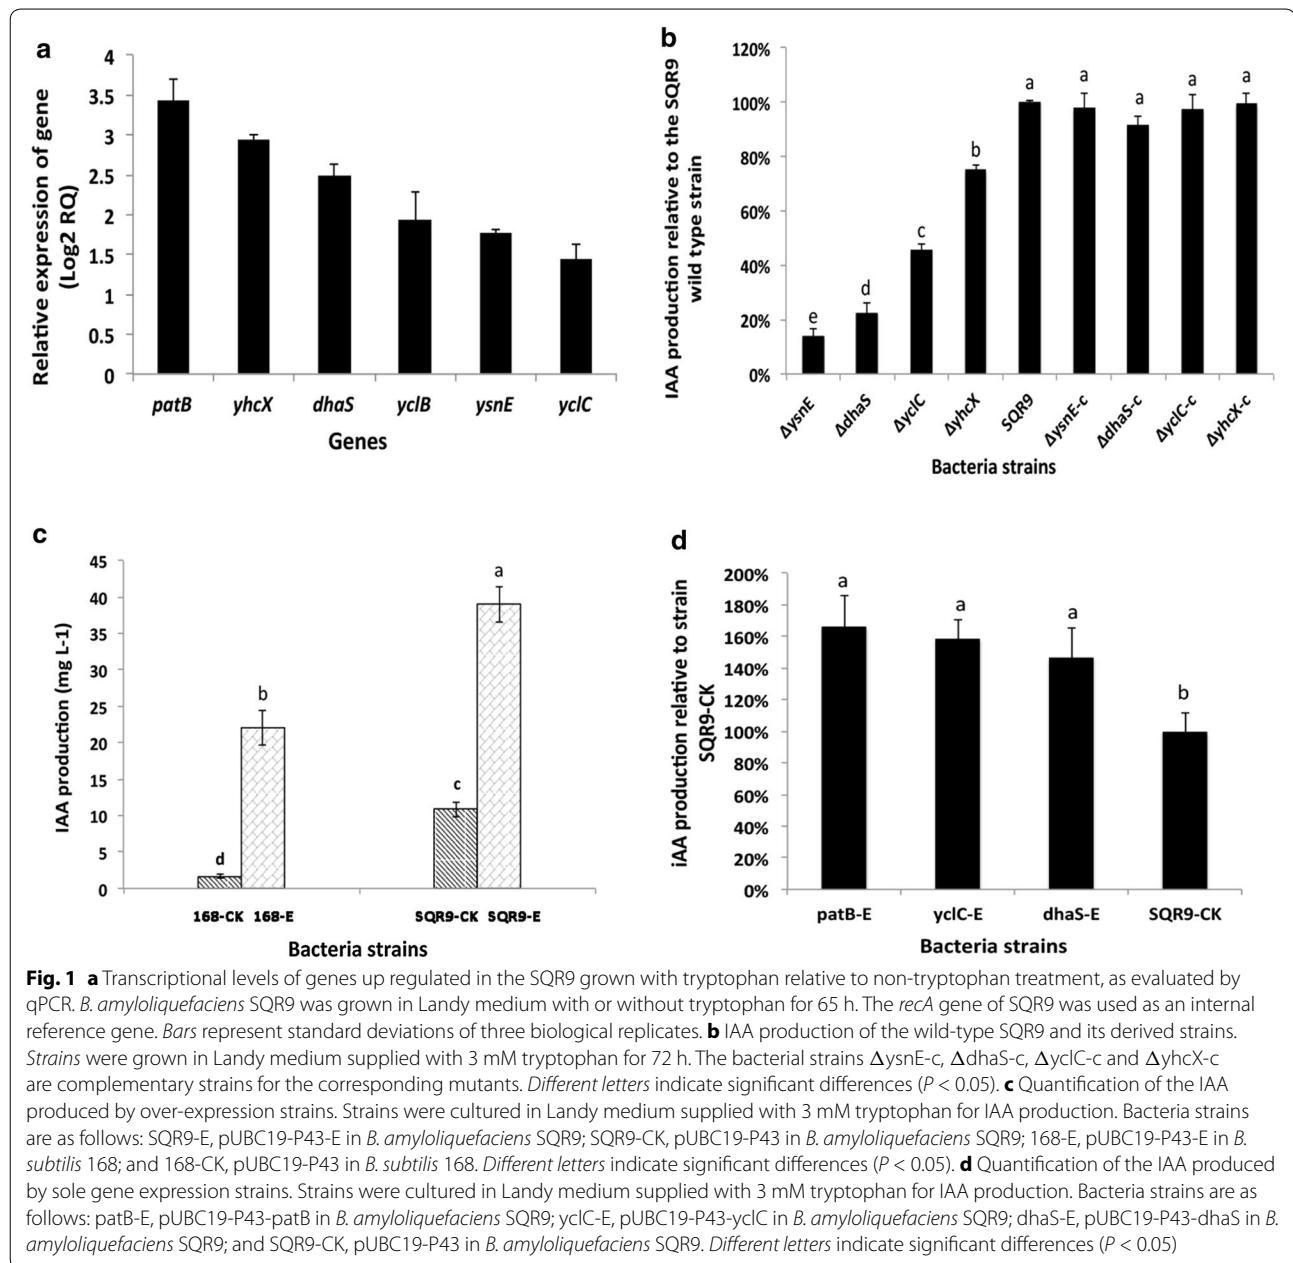 a
4
3.5
3
2.5
2
1.5
1
0.5
0
Relative expression of gene
(Log2 RQ)
patB yhcX dhaS yclB ysnE yclC
Genes
b
120%
100%
80%
60%
40%
20%
0%
IAA production relative to the SQR9
wild type strain
e d c b a a a a a
ΔysnE ΔdhaS ΔyclC ΔyhcX SQR9 ΔysnE-c ΔdhaS-c ΔyclC-c ΔyhcX-c
Bacteria strains
c
45
40
35
30
25
20
15
10
5
0
IAA production (mg L-1)
d b c a
168-CK 168-E SQR9-CK SQR9-E
Bacteria strains
d
200%
180%
160%
140%
120%
100%
80%
60%
40%
20%
0%
iAA production relative to strain
SQR9-CK
a a a b
patB-E yclC-E dhaS-E SQR9-CK
Bacteria strains
Fig. 1 a Transcriptional levels of genes up regulated in the SQR9 grown with tryptophan relative to non-tryptophan treatment, as evaluated by
qPCR. B. amyloliquefaciens SQR9 was grown in Landy medium with or without tryptophan for 65 h. The recA gene of SQR9 was used as an internal
reference gene. Bars represent standard deviations of three biological replicates. b IAA production of the wild-type SQR9 and its derived strains.
Strains were grown in Landy medium supplied with 3 mM tryptophan for 72 h. The bacterial strains ΔysnE-c, ΔdhaS-c, ΔyclC-c and ΔyhcX-c
are complementary strains for the corresponding mutants. Different letters indicate significant differences (P < 0.05). c Quantification of the IAA
produced by over-expression strains. Strains were cultured in Landy medium supplied with 3 mM tryptophan for IAA production. Bacteria strains
are as follows: SQR9-E, pUBC19-P43-E in B. amyloliquefaciens SQR9; SQR9-CK, pUBC19-P43 in B. amyloliquefaciens SQR9; 168-E, pUBC19-P43-E in B.
subtilis 168; and 168-CK, pUBC19-P43 in B. subtilis 168. Different letters indicate significant differences (P < 0.05). d Quantification of the IAA produced
by sole gene expression strains. Strains were cultured in Landy medium supplied with 3 mM tryptophan for IAA production. Bacteria strains are as
follows: patB-E, pUBC19-P43-patB in B. amyloliquefaciens SQR9; yclC-E, pUBC19-P43-yclC in B. amyloliquefaciens SQR9; dhaS-E, pUBC19-P43-dhaS in B.
amyloliquefaciens SQR9; and SQR9-CK, pUBC19-P43 in B. amyloliquefaciens SQR9. Different letters indicate significant differences (P < 0.05)